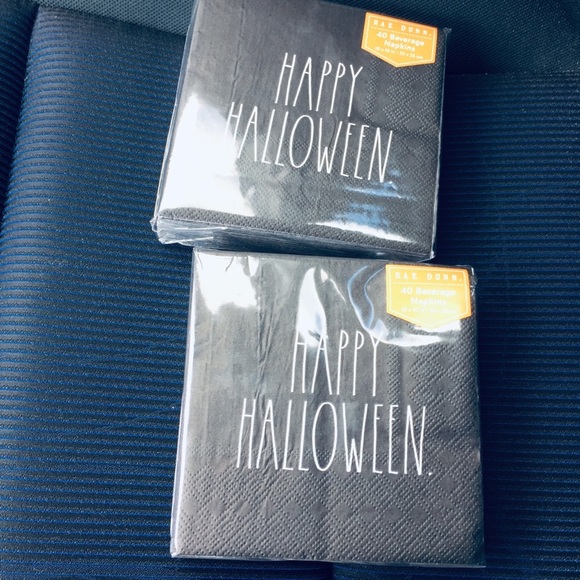 RAE DUNN.
40 Beverage
Napkins
HAPPY
HALLOWEEN.
RAE DUNN.
40 Beverage
Napkins
HAPPY
HALLOWEEN.